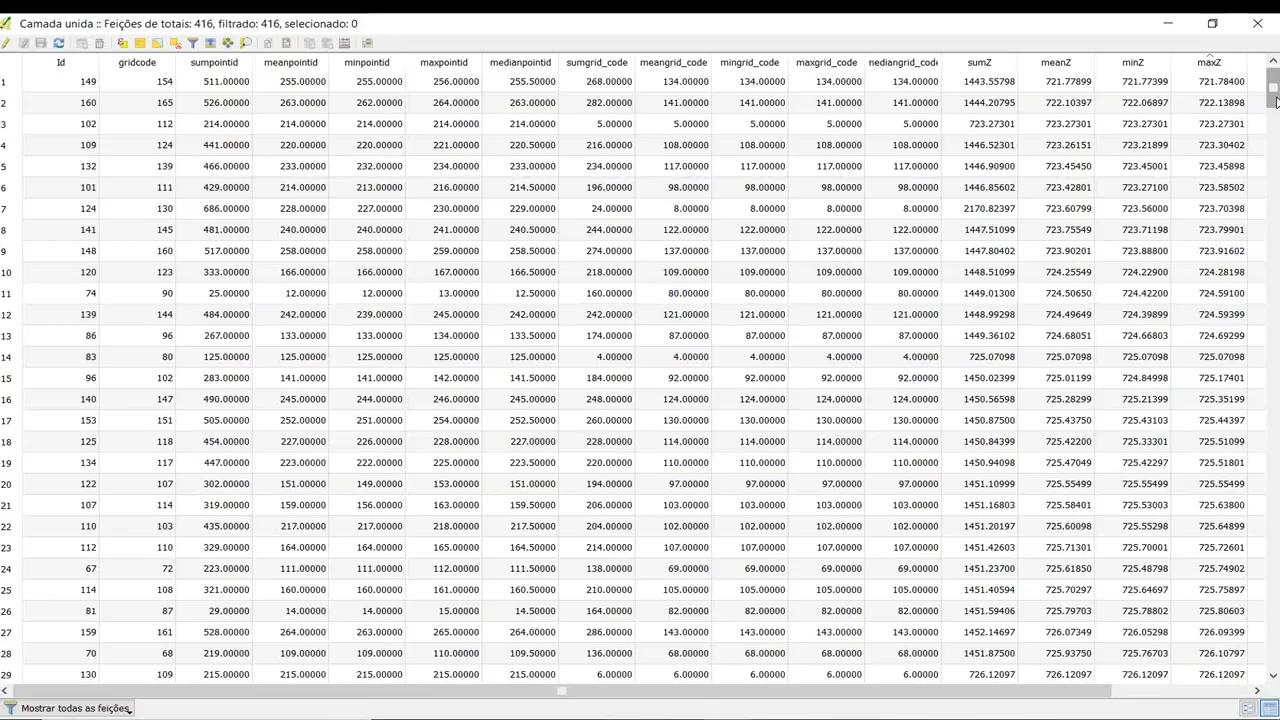 Camada unida :: Feições de totais: 416, filtrado: 416, selecionado: 0
Id gridcode sumpointid meanpointid minpointid maxpointid medianpointid sumgrid_code meangrid_code mingrid_code maxgrid_code nediangrid_code sumZ meanZ minZ maxZ
1 149 154 511.00000 255.00000 255.00000 256.00000 255.50000 268.00000 134.00000 134.00000 134.00000 134.00000 1443.55798 721.77899 721.77399 721.78400
2 160 165 526.00000 263.00000 262.00000 264.00000 263.00000 282.00000 141.00000 141.00000 141.00000 141.00000 1444.20795 722.10397 722.06897 722.13898
3 102 112 214.00000 214.00000 214.00000 214.00000 214.00000 5.00000 5.00000 5.00000 5.00000 5.00000 723.27301 723.27301 723.27301 723.27301
4 109 124 441.00000 220.00000 220.00000 221.00000 220.50000 216.00000 108.00000 108.00000 108.00000 108.00000 1446.52301 723.26151 723.21899 723.30402
5 132 139 466.00000 233.00000 232.00000 234.00000 233.00000 234.00000 117.00000 117.00000 117.00000 117.00000 1446.90900 723.45450 723.45001 723.45898
6 101 111 429.00000 214.00000 213.00000 216.00000 214.50000 196.00000 98.00000 98.00000 98.00000 98.00000 1446.85602 723.42801 723.27100 723.58502
7 124 130 686.00000 228.00000 227.00000 230.00000 229.00000 24.00000 8.00000 8.00000 8.00000 8.00000 2170.82397 723.60799 723.56000 723.70398
8 141 145 481.00000 240.00000 240.00000 241.00000 240.50000 244.00000 122.00000 122.00000 122.00000 122.00000 1447.51099 723.75549 723.71198 723.79901
9 148 160 517.00000 258.00000 258.00000 259.00000 258.50000 274.00000 137.00000 137.00000 137.00000 137.00000 1447.80402 723.90201 723.88800 723.91602
10 120 123 333.00000 166.00000 166.00000 167.00000 166.50000 218.00000 109.00000 109.00000 109.00000 109.00000 1448.51099 724.25549 724.22900 724.28198
11 74 90 25.00000 12.00000 12.00000 13.00000 12.50000 160.00000 80.00000 80.00000 80.00000 80.00000 1449.01300 724.50650 724.42200 724.59100
12 139 144 484.00000 242.00000 239.00000 245.00000 242.00000 242.00000 121.00000 121.00000 121.00000 121.00000 1448.99298 724.49649 724.39899 724.59399
13 86 96 267.00000 133.00000 133.00000 134.00000 133.50000 174.00000 87.00000 87.00000 87.00000 87.00000 1449.36102 724.68051 724.66803 724.69299
14 83 80 125.00000 125.00000 125.00000 125.00000 125.00000 4.00000 4.00000 4.00000 4.00000 4.00000 725.07098 725.07098 725.07098 725.07098
15 96 102 283.00000 141.00000 141.00000 142.00000 141.50000 184.00000 92.00000 92.00000 92.00000 92.00000 1450.02399 725.01199 724.84998 725.17401
16 140 147 490.00000 245.00000 244.00000 246.00000 245.00000 248.00000 124.00000 124.00000 124.00000 124.00000 1450.56598 725.28299 725.21399 725.35199
17 153 151 505.00000 252.00000 251.00000 254.00000 252.50000 260.00000 130.00000 130.00000 130.00000 130.00000 1450.87500 725.43750 725.43103 725.44397
18 125 118 454.00000 227.00000 226.00000 228.00000 227.00000 228.00000 114.00000 114.00000 114.00000 114.00000 1450.84399 725.42200 725.33301 725.51099
19 134 117 447.00000 223.00000 222.00000 225.00000 223.50000 220.00000 110.00000 110.00000 110.00000 110.00000 1450.94098 725.47049 725.42297 725.51801
20 122 107 302.00000 151.00000 149.00000 153.00000 151.00000 194.00000 97.00000 97.00000 97.00000 97.00000 1451.10999 725.55499 725.55499 725.55499
21 107 114 319.00000 159.00000 156.00000 163.00000 159.50000 206.00000 103.00000 103.00000 103.00000 103.00000 1451.16803 725.58401 725.53003 725.63800
22 110 103 435.00000 217.00000 217.00000 218.00000 217.50000 204.00000 102.00000 102.00000 102.00000 102.00000 1451.20197 725.60098 725.55298 725.64899
23 112 110 329.00000 164.00000 164.00000 165.00000 164.50000 214.00000 107.00000 107.00000 107.00000 107.00000 1451.42603 725.71301 725.70001 725.72601
24 67 72 223.00000 111.00000 111.00000 112.00000 111.50000 138.00000 69.00000 69.00000 69.00000 69.00000 1451.23700 725.61850 725.48798 725.74902
25 114 108 321.00000 160.00000 160.00000 161.00000 160.50000 210.00000 105.00000 105.00000 105.00000 105.00000 1451.40594 725.70297 725.64697 725.75897
26 81 87 29.00000 14.00000 14.00000 15.00000 14.50000 164.00000 82.00000 82.00000 82.00000 82.00000 1451.59406 725.79703 725.78802 725.80603
27 159 161 528.00000 264.00000 263.00000 265.00000 264.00000 286.00000 143.00000 143.00000 143.00000 143.00000 1452.14697 726.07349 726.05298 726.09399
28 70 68 219.00000 109.00000 109.00000 110.00000 109.50000 136.00000 68.00000 68.00000 68.00000 68.00000 1451.87500 725.93750 725.76703 726.10797
29 130 109 215.00000 215.00000 215.00000 215.00000 215.00000 6.00000 6.00000 6.00000 6.00000 6.00000 726.12097 726.12097 726.12097 726.12097
Mostrar todas as feições